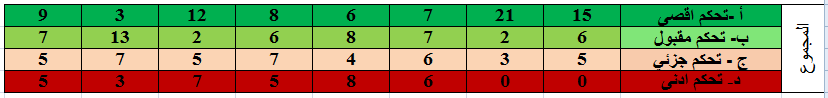 المجموع
أ -تحكم اقصى 15 21 7 6 8 12 3 9
ب- تحكم مقبول 6 2 7 8 6 2 13 7
ج - تحكم جزئي 5 3 6 4 7 5 7 5
د. تحكم أدنى 0 0 6 8 5 7 3 5